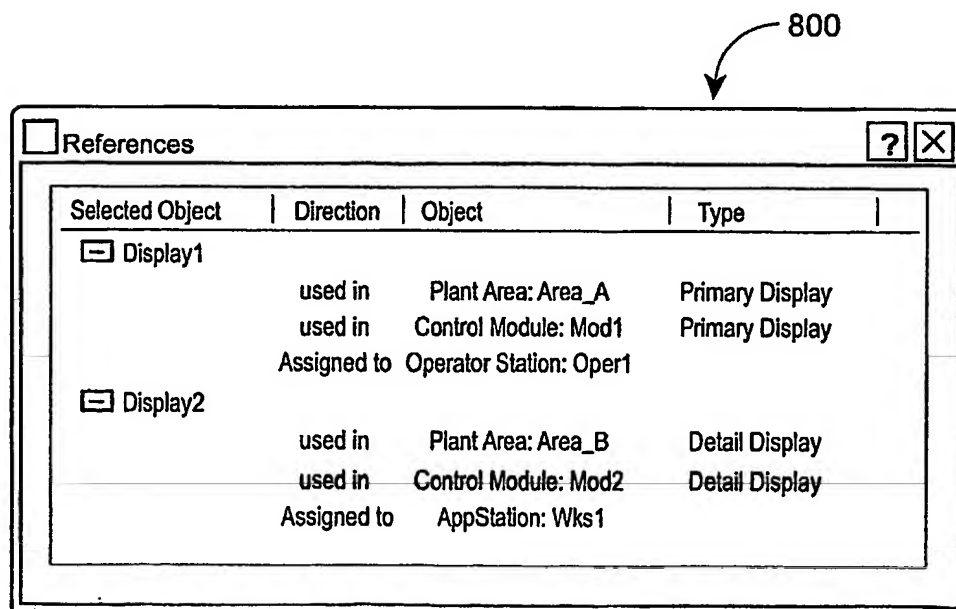 800
References ? X
Selected Object | Direction | Object | Type |
Display1
used in Plant Area: Area_A Primary Display
used in Control Module: Mod1 Primary Display
Assigned to Operator Station: Oper1
Display2
used in Plant Area: Area_B Detail Display
used in Control Module: Mod2 Detail Display
Assigned to AppStation: Wks1